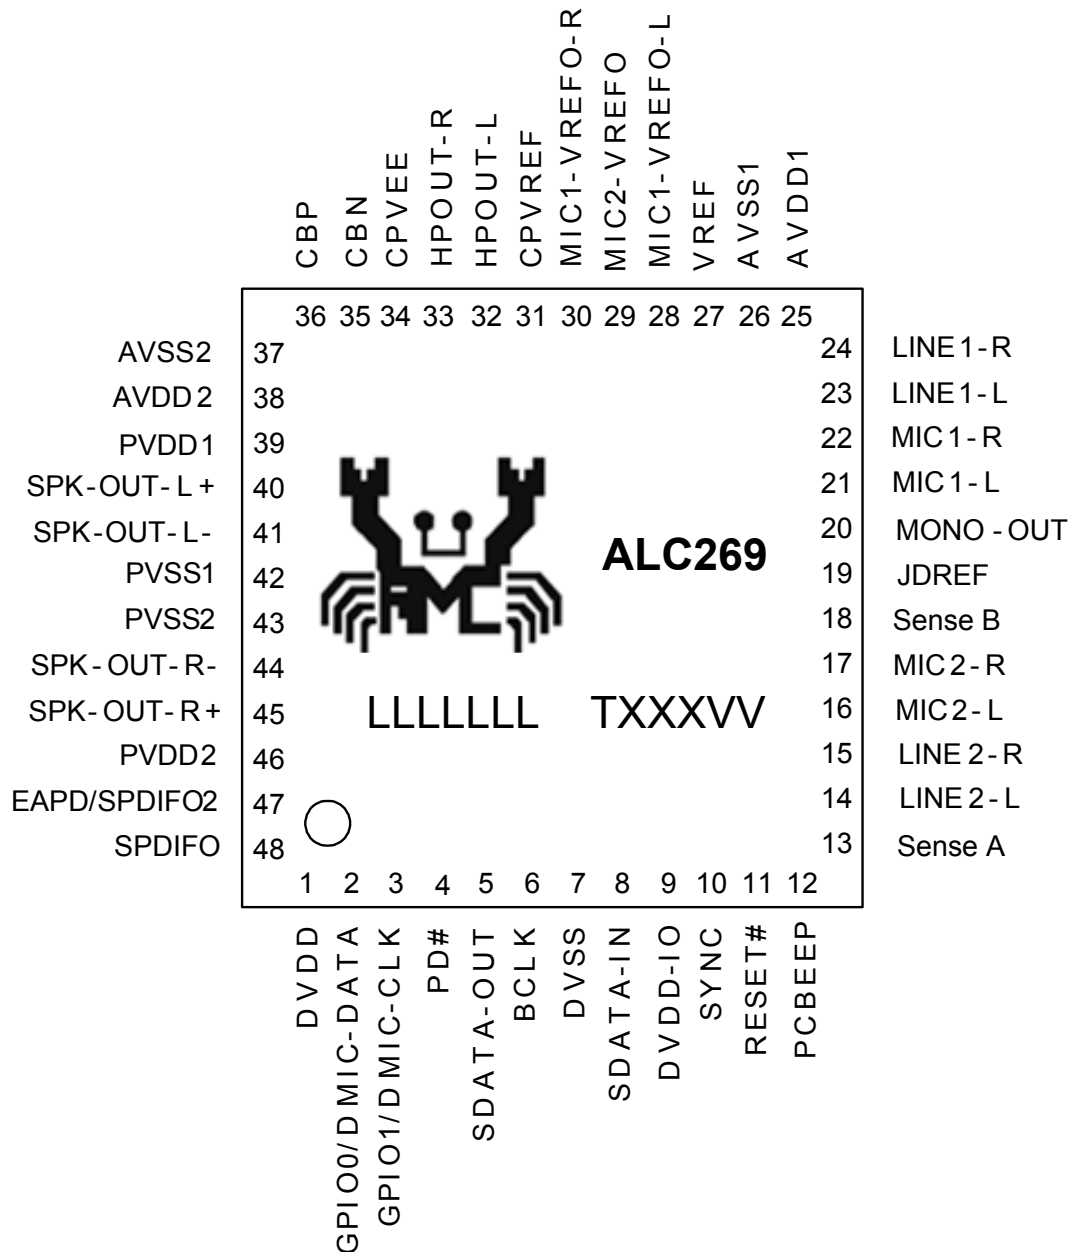 CBP
CBN
CPVEE
HPOUT-R
HPOUT-L
CPVREF
MIC1-VREFO-R
MIC2-VREFO
MIC1-VREFO-L
VREF
AVSS1
AVDD1
36 35 34 33 32 31 30 29 28 27 26 25
AVSS2 37
AVDD2 38
PVDD1 39
SPK-OUT-L+ 40
SPK-OUT-L- 41
PVSS1 42
PVSS2 43
SPK-OUT-R- 44
SPK-OUT-R+ 45
PVDD2 46
EAPD/SPDIFO2 47
SPDIFO 48
ALC269
LLLLLLL TXXXVV
24 LINE1-R
23 LINE1-L
22 MIC1-R
21 MIC1-L
20 MONO-OUT
19 JDREF
18 Sense B
17 MIC2-R
16 MIC2-L
15 LINE2-R
14 LINE2-L
13 Sense A
1 2 3 4 5 6 7 8 9 10 11 12
DVDD
GPIO0/DMIC-DATA
GPIO1/DMIC-CLK
PD#
SDATA-OUT
BCLK
DVSS
SDATA-IN
DVDD-IO
SYNC
RESET#
PCBEEP